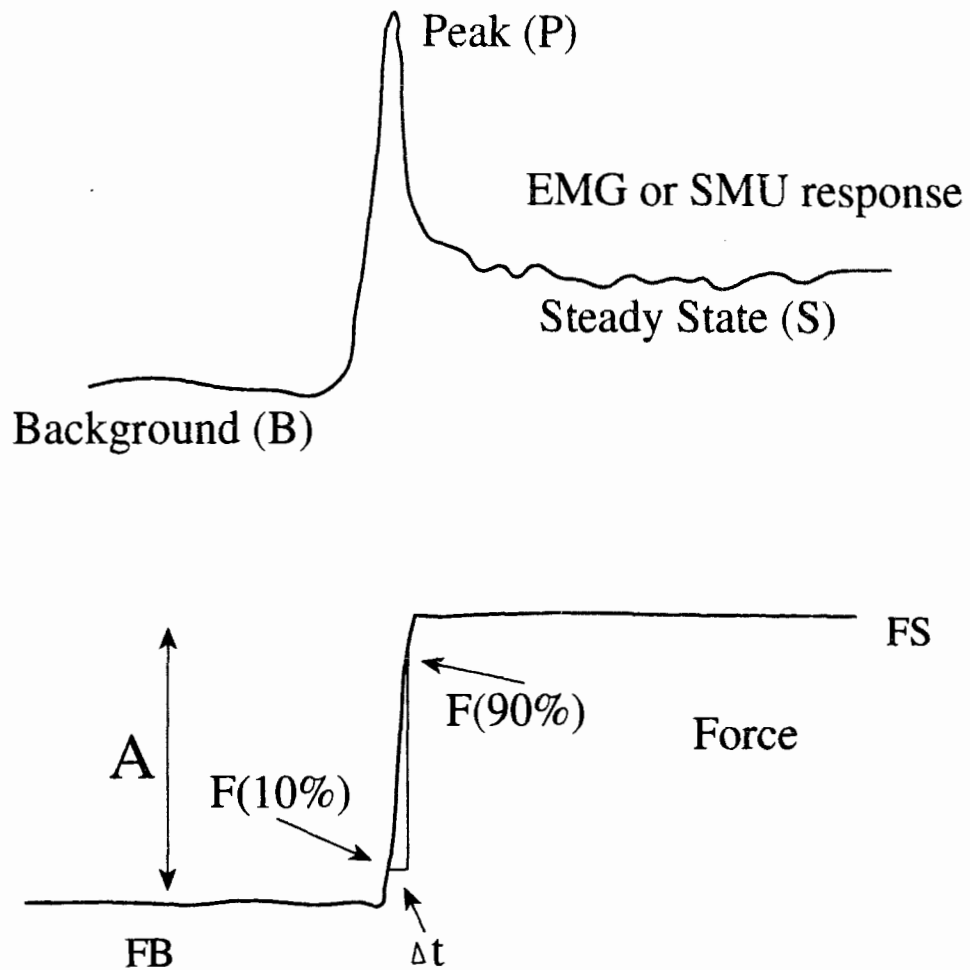 Peak (P)
EMG or SMU response
Steady State (S)
Background (B)
FS
F(90%)
Force
A
F(10%)
FB
Δt